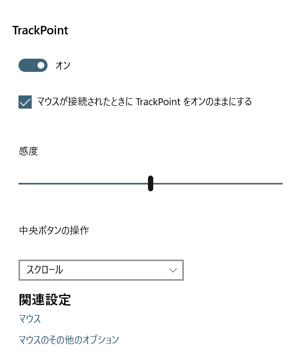 TrackPoint
オン
マウスが接続されたときに TrackPoint をオンのままにする
感度
中央ボタンの操作
スクロール
関連設定
マウス
マウスのその他のオプション